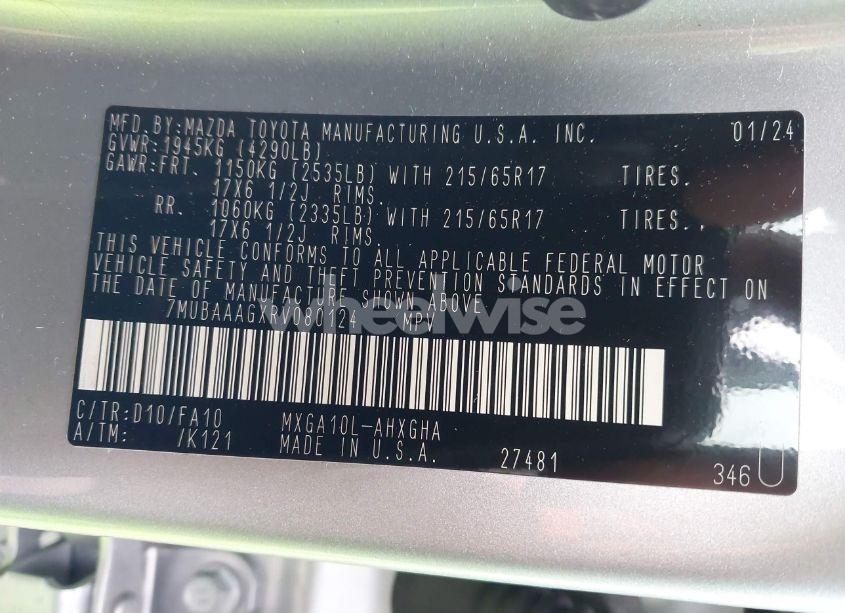 MFD.BY:MAZDA TOYOTA MANUFACTURING U.S.A. INC. 01/24
GVWR:1945KG (4290LB)
GAWR:FRT. 1150KG (2535LB) WITH 215/65R17 TIRES.
17X6 1/2J RIMS.
RR. 1060KG (2335LB) WITH 215/65R17 TIRES.,
17X6 1/2J RIMS.
THIS VEHICLE CONFORMS TO ALL APPLICABLE FEDERAL MOTOR
VEHICLE SAFETY AND THEFT PREVENTION STANDARDS IN EFFECT ON
THE DATE OF MANUFACTURE SHOWN ABOVE.
7MUBAAAGXRV080124 MPV
wheelwise
C/TR:D10/FA10 MXGA10L-AHXGHA
A/TM: /K121 MADE IN U.S.A. 27481 346